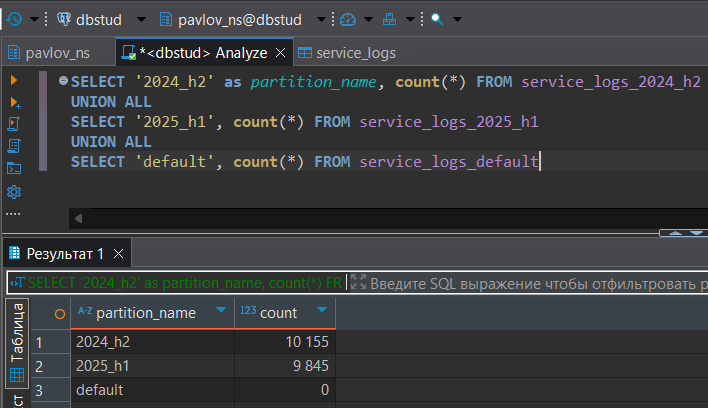 dbstud pavlov_ns@dbstud
pavlov_ns *<dbstud> Analyze service_logs
SELECT '2024_h2' as partition_name, count(*) FROM service_logs_2024_h2
UNION ALL
SELECT '2025_h1', count(*) FROM service_logs_2025_h1
UNION ALL
SELECT 'default', count(*) FROM service_logs_default
Результат 1
SELECT '2024_h2' as partition_name, count(*) FR Введите SQL выражение чтобы отфильтровать р
Таблица
A-Z partition_name 123 count
1 2024_h2 10 155
2 2025_h1 9 845
3 default 0